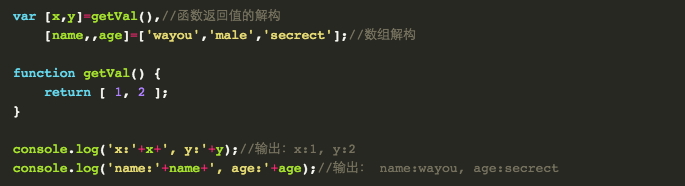 var [x,y]=getVal(),//函数返回值的解构
[name,,age]=['wayou','male','secrect'];//数组解构
function getVal() {
return [ 1, 2 ];
}
console.log('x:'+x+', y:'+y);//输出：x:1, y:2
console.log('name:'+name+', age:'+age);//输出： name:wayou, age:secrect